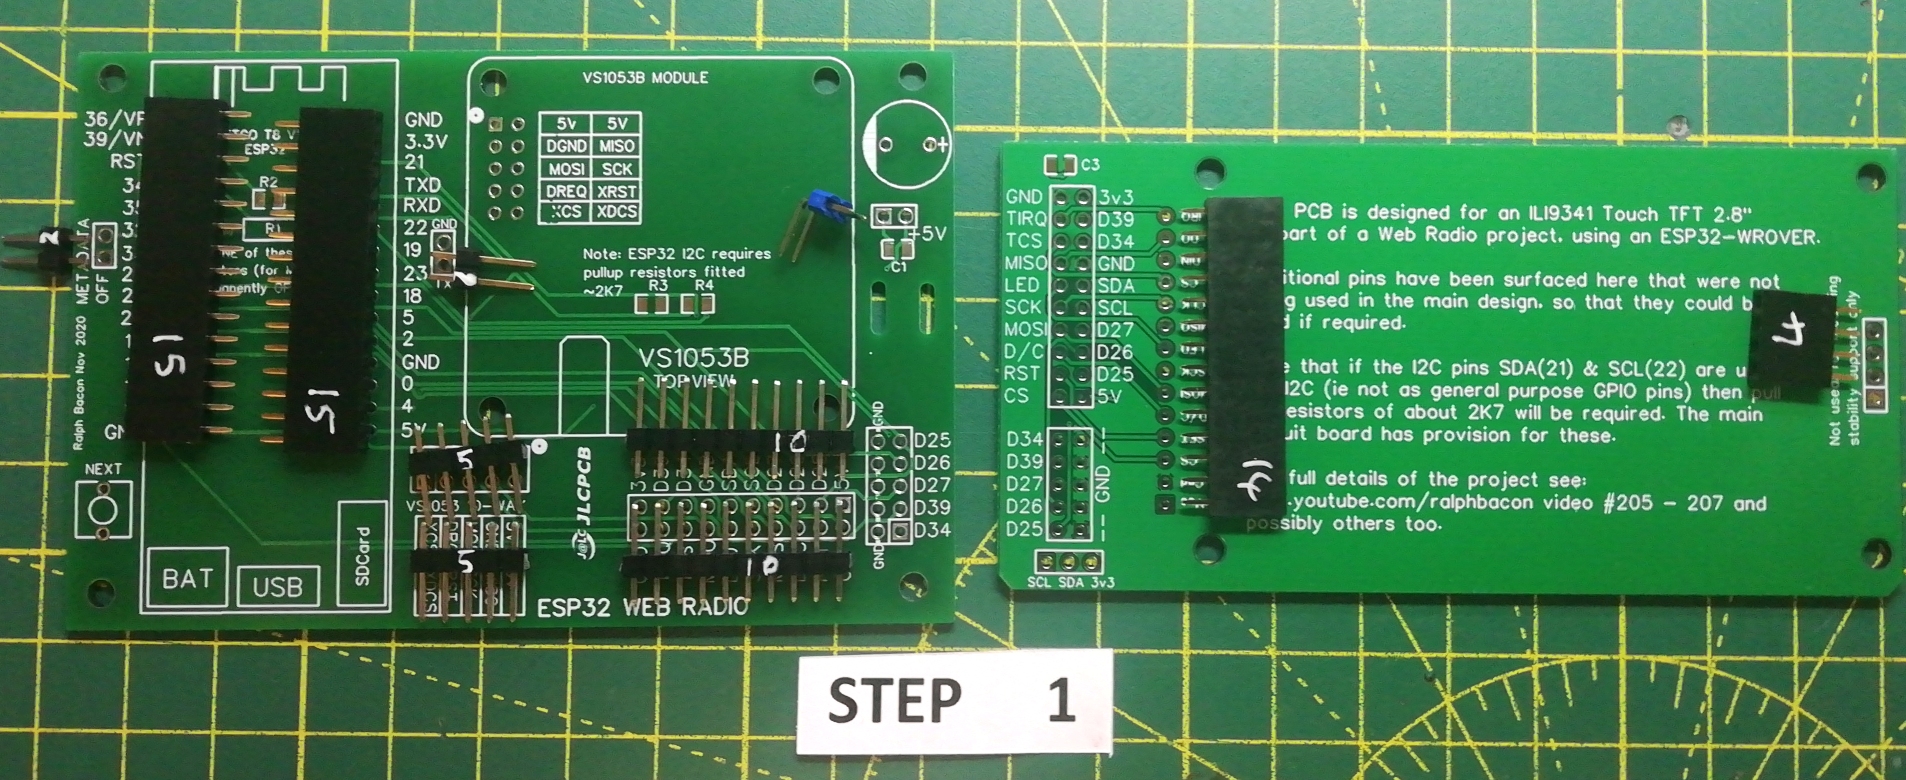 36/VP
39/VN
RST
34
ESP32
R2
R1
GND
3.3V
21
TXD
RXD
22
19
23
18
5
2
GND
0
4
5V
GND
TX
2
METADATA
OFF
Ralph Bacon Nov 2020
15
15
NEXT
BAT
USB
SDCard
VS1053B MODULE
5V 5V
DGND MISO
MOSI SCK
DREQ XRST
XCS XDCS
Note: ESP32 I2C requires
pullup resistors fitted
~2K7
R3 R4
+
+5V
C1
VS1053B
TOP VIEW
5
5
10
10
JLCPCB
GND
D25
D26
D27
D39
D34
GND
ESP32 WEB RADIO
C3
GND 3v3
TIRQ D39
TCS D34
MISO GND
LED SDA
SCK SCL
MOSI D27
D/C D26
RST D25
CS 5V
D34
D39
D27
D26
D25
GND
SCL SDA 3v3
14
PCB is designed for an ILI9341 Touch TFT 2.8"
part of a Web Radio project, using an ESP32-WROVER.
itional pins have been surfaced here that were not
g used in the main design, so that they could b
d if required.
e that if the I2C pins SDA(21) & SCL(22) are u
I2C (ie not as general purpose GPIO pins) then pull
esistors of about 2K7 will be required. The main
uit board has provision for these.
full details of the project see:
.youtube.com/ralphbacon video #205 - 207 and
possibly others too.
4
stability support only
STEP 1